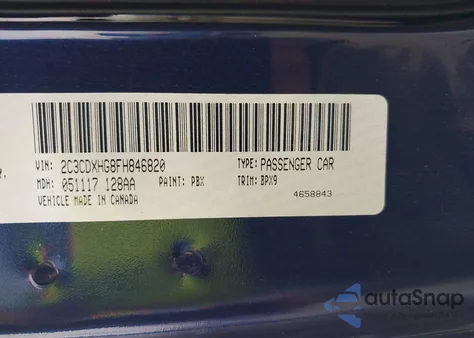 VIN: 2C3CDXHG8FH846820 TYPE: PASSENGER CAR
MDH: 051117 128AA PAINT: PBX TRIM: BPX9
VEHICLE MADE IN CANADA 4658843
autoSnap